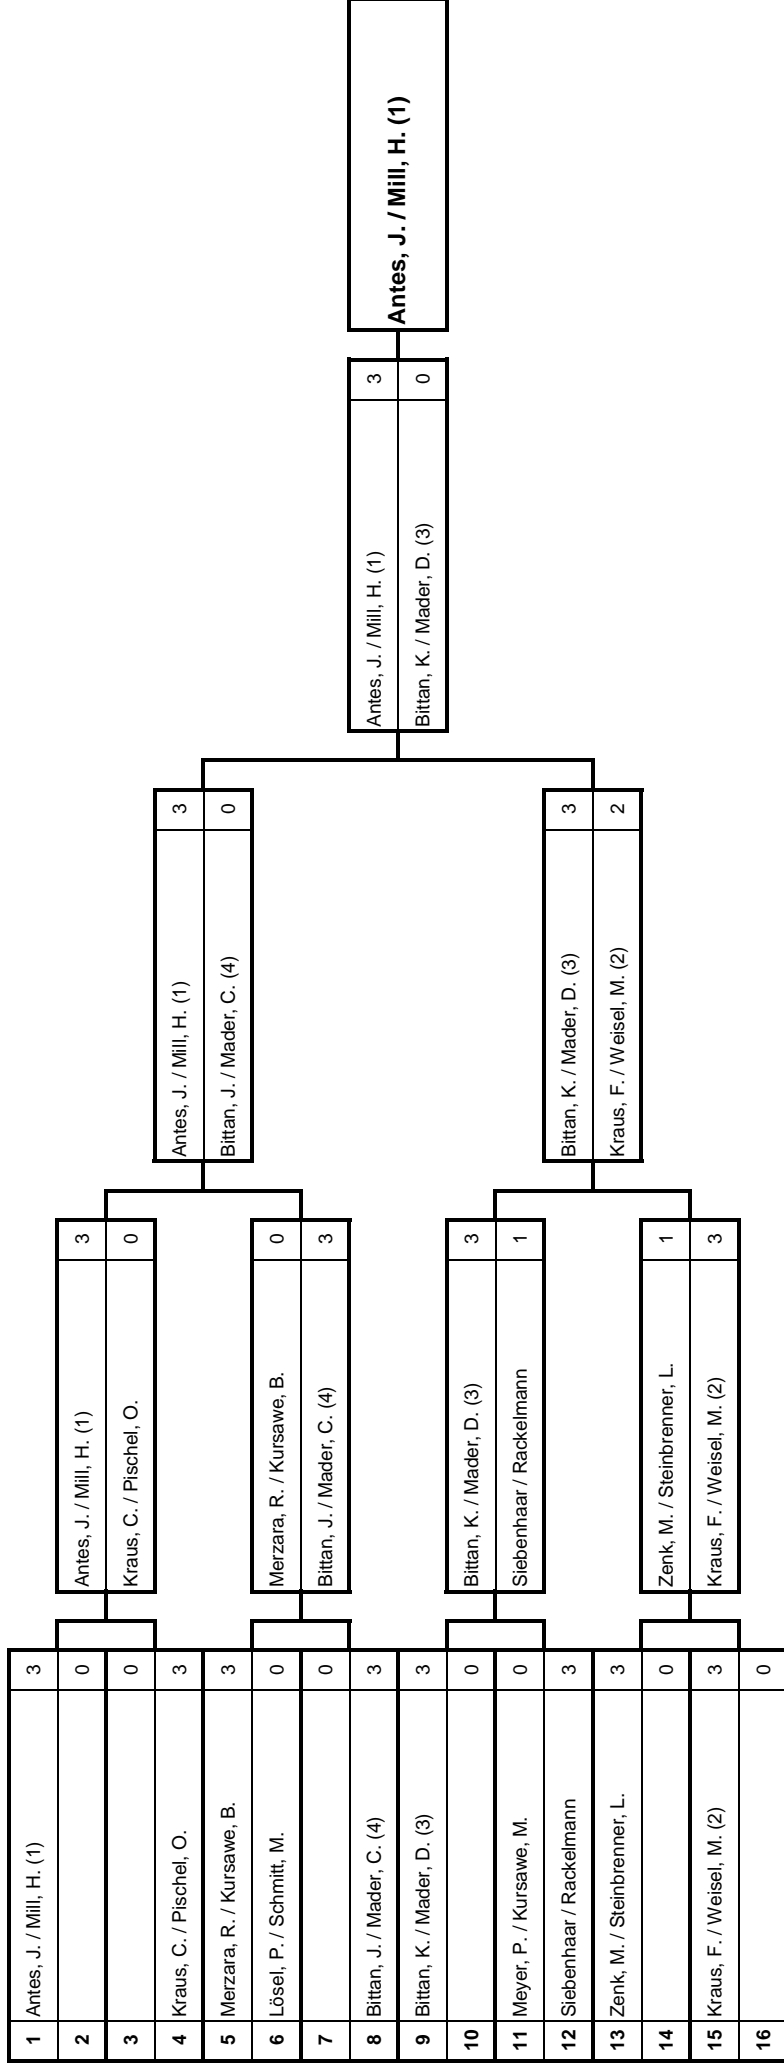 1 Antes, J. / Mill, H. (1) 3
2 0
3 0
4 Kraus, C. / Pischel, O. 3
5 Merzara, R. / Kursawe, B. 3
6 Lösel, P. / Schmitt, M. 0
7 0
8 Bittan, J. / Mader, C. (4) 3
9 Bittan, K. / Mader, D. (3) 3
10 0
11 Meyer, P. / Kursawe, M. 0
12 Siebenhaar / Rackelmann 3
13 Zenk, M. / Steinbrenner, L. 3
14 0
15 Kraus, F. / Weisel, M. (2) 3
16 0
Antes, J. / Mill, H. (1) 3
Kraus, C. / Pischel, O. 0
Merzara, R. / Kursawe, B. 0
Bittan, J. / Mader, C. (4) 3
Bittan, K. / Mader, D. (3) 3
Siebenhaar / Rackelmann 1
Zenk, M. / Steinbrenner, L. 1
Kraus, F. / Weisel, M. (2) 3
Antes, J. / Mill, H. (1) 3
Bittan, J. / Mader, C. (4) 0
Bittan, K. / Mader, D. (3) 3
Kraus, F. / Weisel, M. (2) 2
Antes, J. / Mill, H. (1) 3
Bittan, K. / Mader, D. (3) 0
Antes, J. / Mill, H. (1)